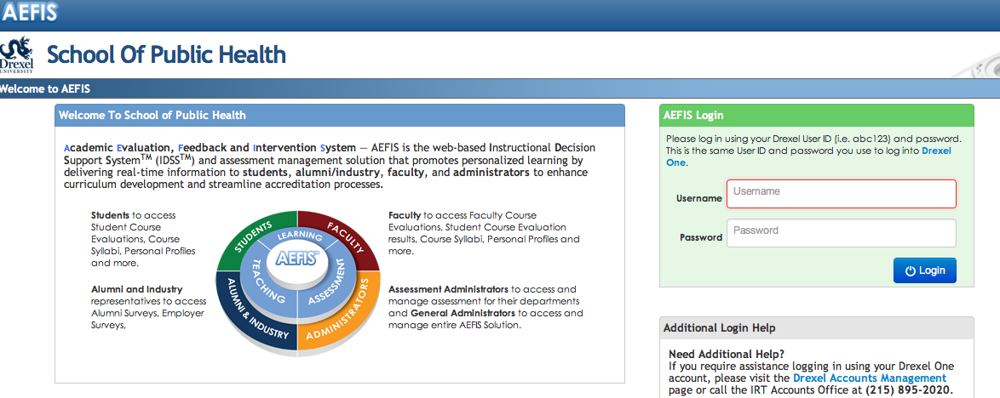 AEFIS
Drexel
UNIVERSITY
School Of Public Health
Welcome to AEFIS
Welcome To School of Public Health
Academic Evaluation, Feedback and Intervention System — AEFIS is the web-based Instructional Decision
Support System™ (IDSS™) and assessment management solution that promotes personalized learning by
delivering real-time information to students, alumni/industry, faculty, and administrators to enhance
curriculum development and streamline accreditation processes.
Students to access
Student Course
Evaluations, Course
Syllabi, Personal Profiles
and more.
Alumni and Industry
representatives to access
Alumni Surveys, Employer
Surveys,
STUDENTS
FACULTY
LEARNING
AEFIS™
TEACHING
ASSESSMENT
ALUMNI & INDUSTRY
ADMINISTRATORS
Faculty to access Faculty Course
Evaluations, Student Course Evaluation
results, Course Syllabi, Personal Profiles and
more.
Assessment Administrators to access and
manage assessment for their departments
and General Administrators to access and
manage entire AEFIS Solution.
AEFIS Login
Please log in using your Drexel User ID (i.e. abc123) and password.
This is the same User ID and password you use to log into Drexel
One.
Username Username
Password Password
Login
Additional Login Help
Need Additional Help?
If you require assistance logging in using your Drexel One
account, please visit the Drexel Accounts Management
page or call the IRT Accounts Office at (215) 895-2020.